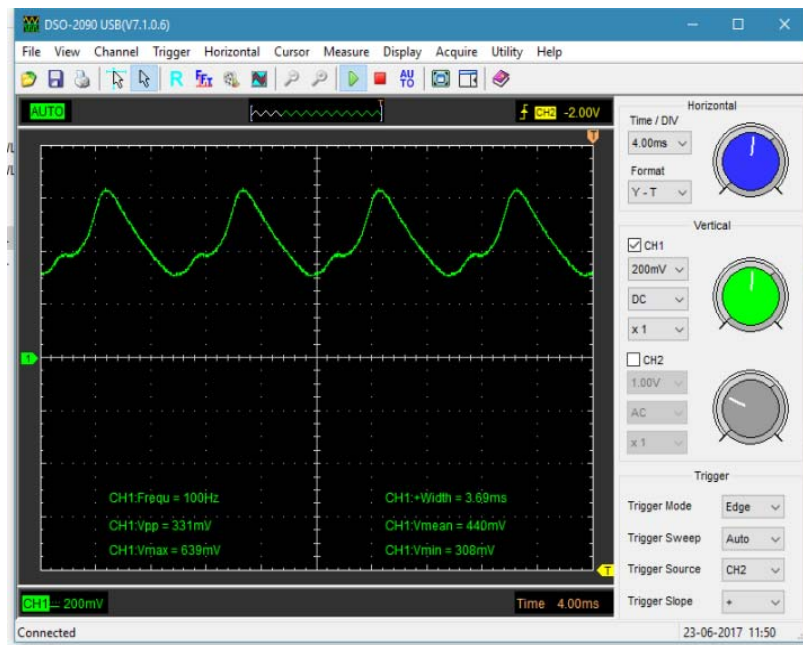 DSO-2090 USB(V7.1.0.6)
File View Channel Trigger Horizontal Cursor Measure Display Acquire Utility Help
R FFt AUTO
AUTO
CH2 -2.00V
T
1
CH1:Frequ = 100Hz
CH1:+Width = 3.69ms
CH1:Vpp = 331mV
CH1:Vmean = 440mV
CH1:Vmax = 639mV
CH1:Vmin = 308mV
T
CH1 200mV
Time 4.00ms
Horizontal
Time / DIV
4.00ms
Format
Y - T
Vertical
CH1
200mV
DC
x 1
CH2
1.00V
AC
x 1
Trigger
Trigger Mode Edge
Trigger Sweep Auto
Trigger Source CH2
Trigger Slope +
Connected
23-06-2017 11:50